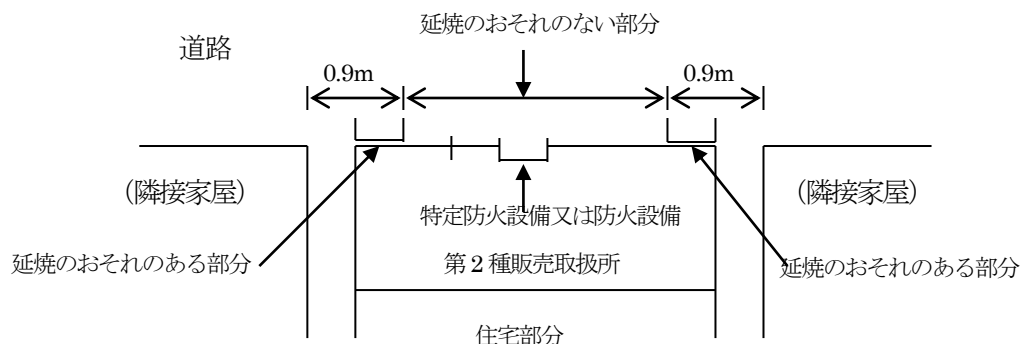 延焼のおそれのない部分
道路
0.9m
0.9m
(隣接家屋)
(隣接家屋)
特定防火設備又は防火設備
延焼のおそれのある部分
第2種販売取扱所
延焼のおそれのある部分
住宅部分